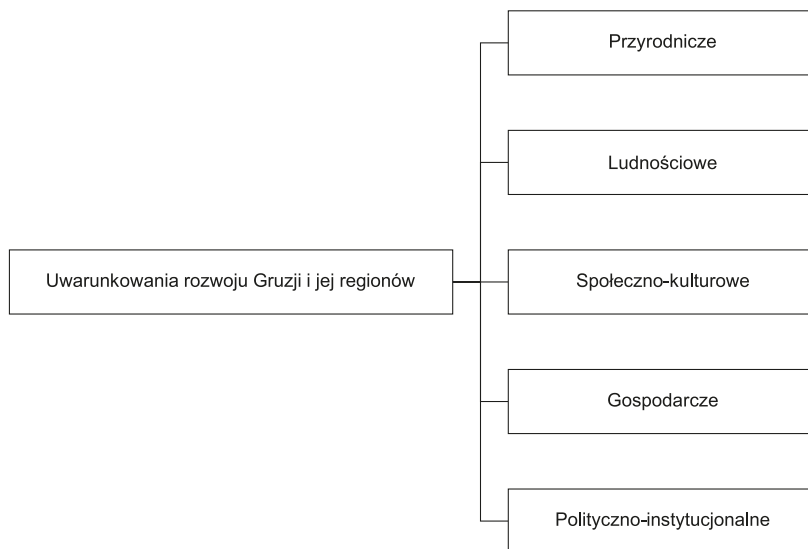 Przyrodnicze
Ludnościowe
Uwarunkowania rozwoju Gruzji i jej regionów
Społeczno-kulturowe
Gospodarcze
Polityczno-instytucjonalne